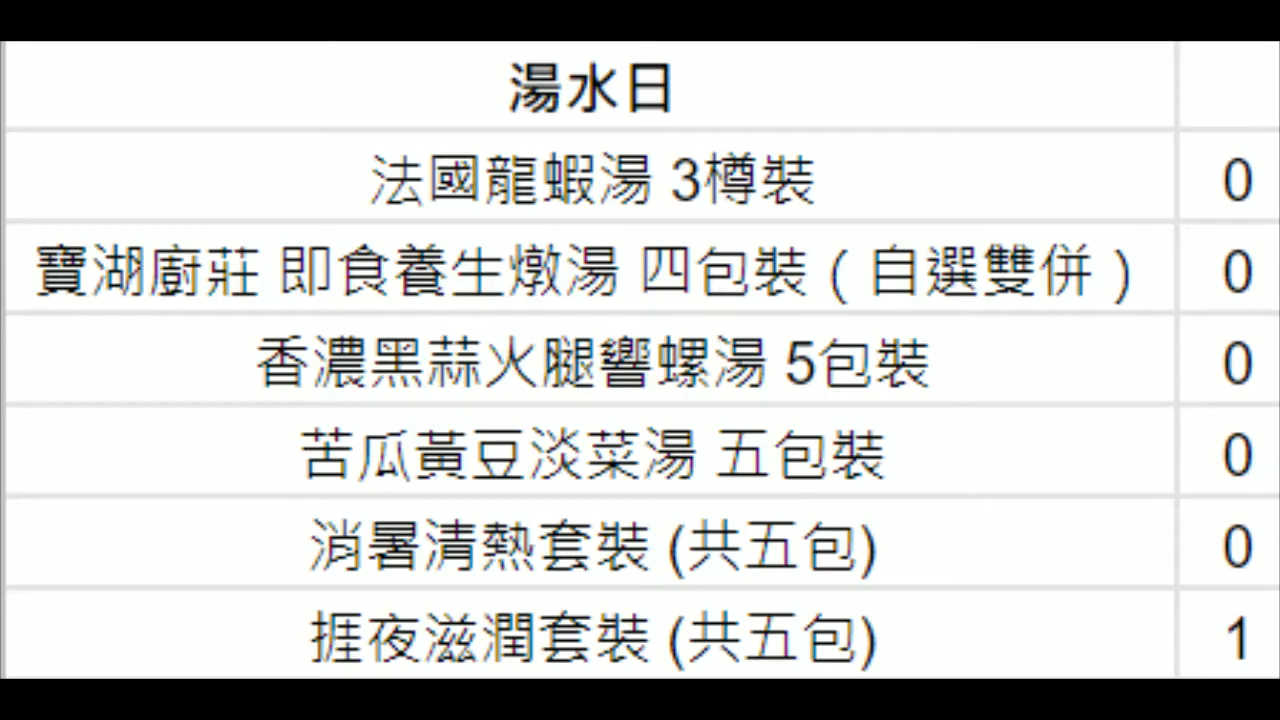 湯水日
法國龍蝦湯 3樽裝 0
寶湖廚莊 即食養生燉湯 四包裝（自選雙併） 0
香濃黑蒜火腿響螺湯 5包裝 0
苦瓜黃豆淡菜湯 五包裝 0
消暑清熱套裝 (共五包) 0
捱夜滋潤套裝 (共五包) 1